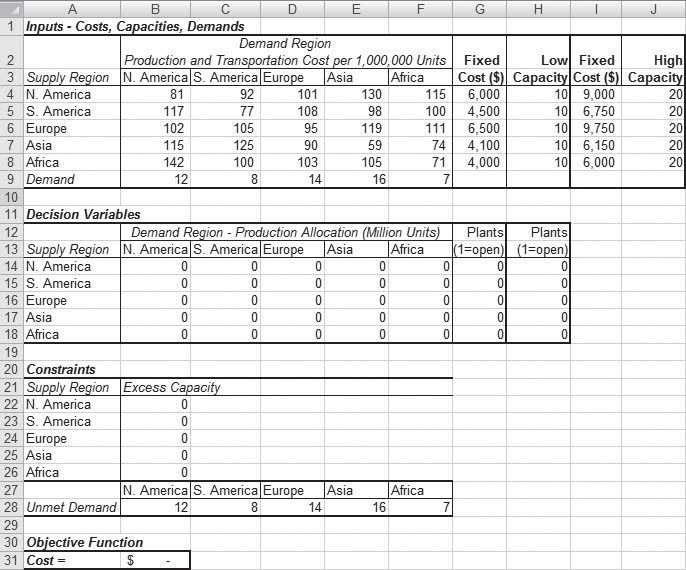 A B C D E F G H I J
1 Inputs - Costs, Capacities, Demands
Demand Region
2 Production and Transportation Cost per 1,000,000 Units Fixed Low Fixed High
3 Supply Region N. America S. America Europe Asia Africa Cost ($) Capacity Cost ($) Capacity
4 N. America 81 92 101 130 115 6,000 10 9,000 20
5 S. America 117 77 108 98 100 4,500 10 6,750 20
6 Europe 102 105 95 119 111 6,500 10 9,750 20
7 Asia 115 125 90 59 74 4,100 10 6,150 20
8 Africa 142 100 103 105 71 4,000 10 6,000 20
9 Demand 12 8 14 16 7
10
11 Decision Variables
12 Demand Region - Production Allocation (Million Units) Plants Plants
13 Supply Region N. America S. America Europe Asia Africa (1=open) (1=open)
14 N. America 0 0 0 0 0 0 0
15 S. America 0 0 0 0 0 0 0
16 Europe 0 0 0 0 0 0 0
17 Asia 0 0 0 0 0 0 0
18 Africa 0 0 0 0 0 0 0
19
20 Constraints
21 Supply Region Excess Capacity
22 N. America 0
23 S. America 0
24 Europe 0
25 Asia 0
26 Africa 0
27 N. America S. America Europe Asia Africa
28 Unmet Demand 12 8 14 16 7
29
30 Objective Function
31 Cost = $ -